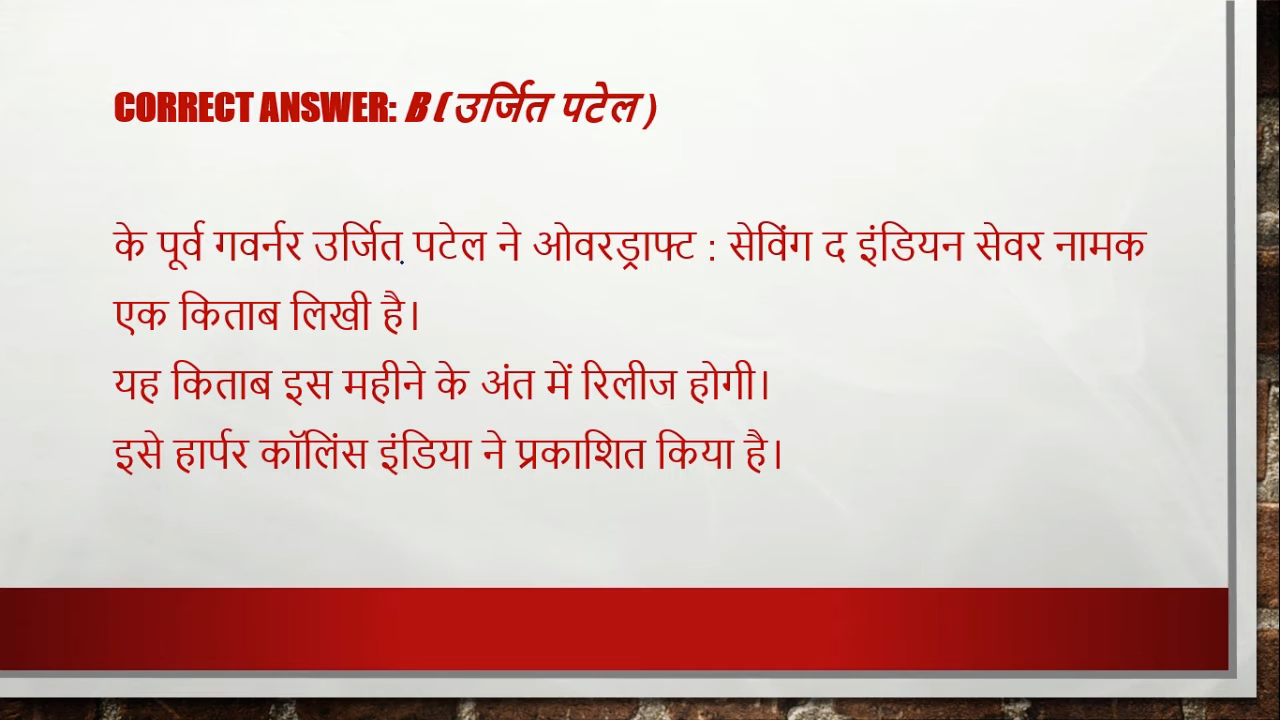 CORRECT ANSWER: B ( उर्जित पटेल )
के पूर्व गवर्नर उर्जित पटेल ने ओवरड्राफ्ट : सेविंग द इंडियन सेवर नामक
एक किताब लिखी है।
यह किताब इस महीने के अंत में रिलीज होगी।
इसे हार्पर कॉलिंस इंडिया ने प्रकाशित किया है।